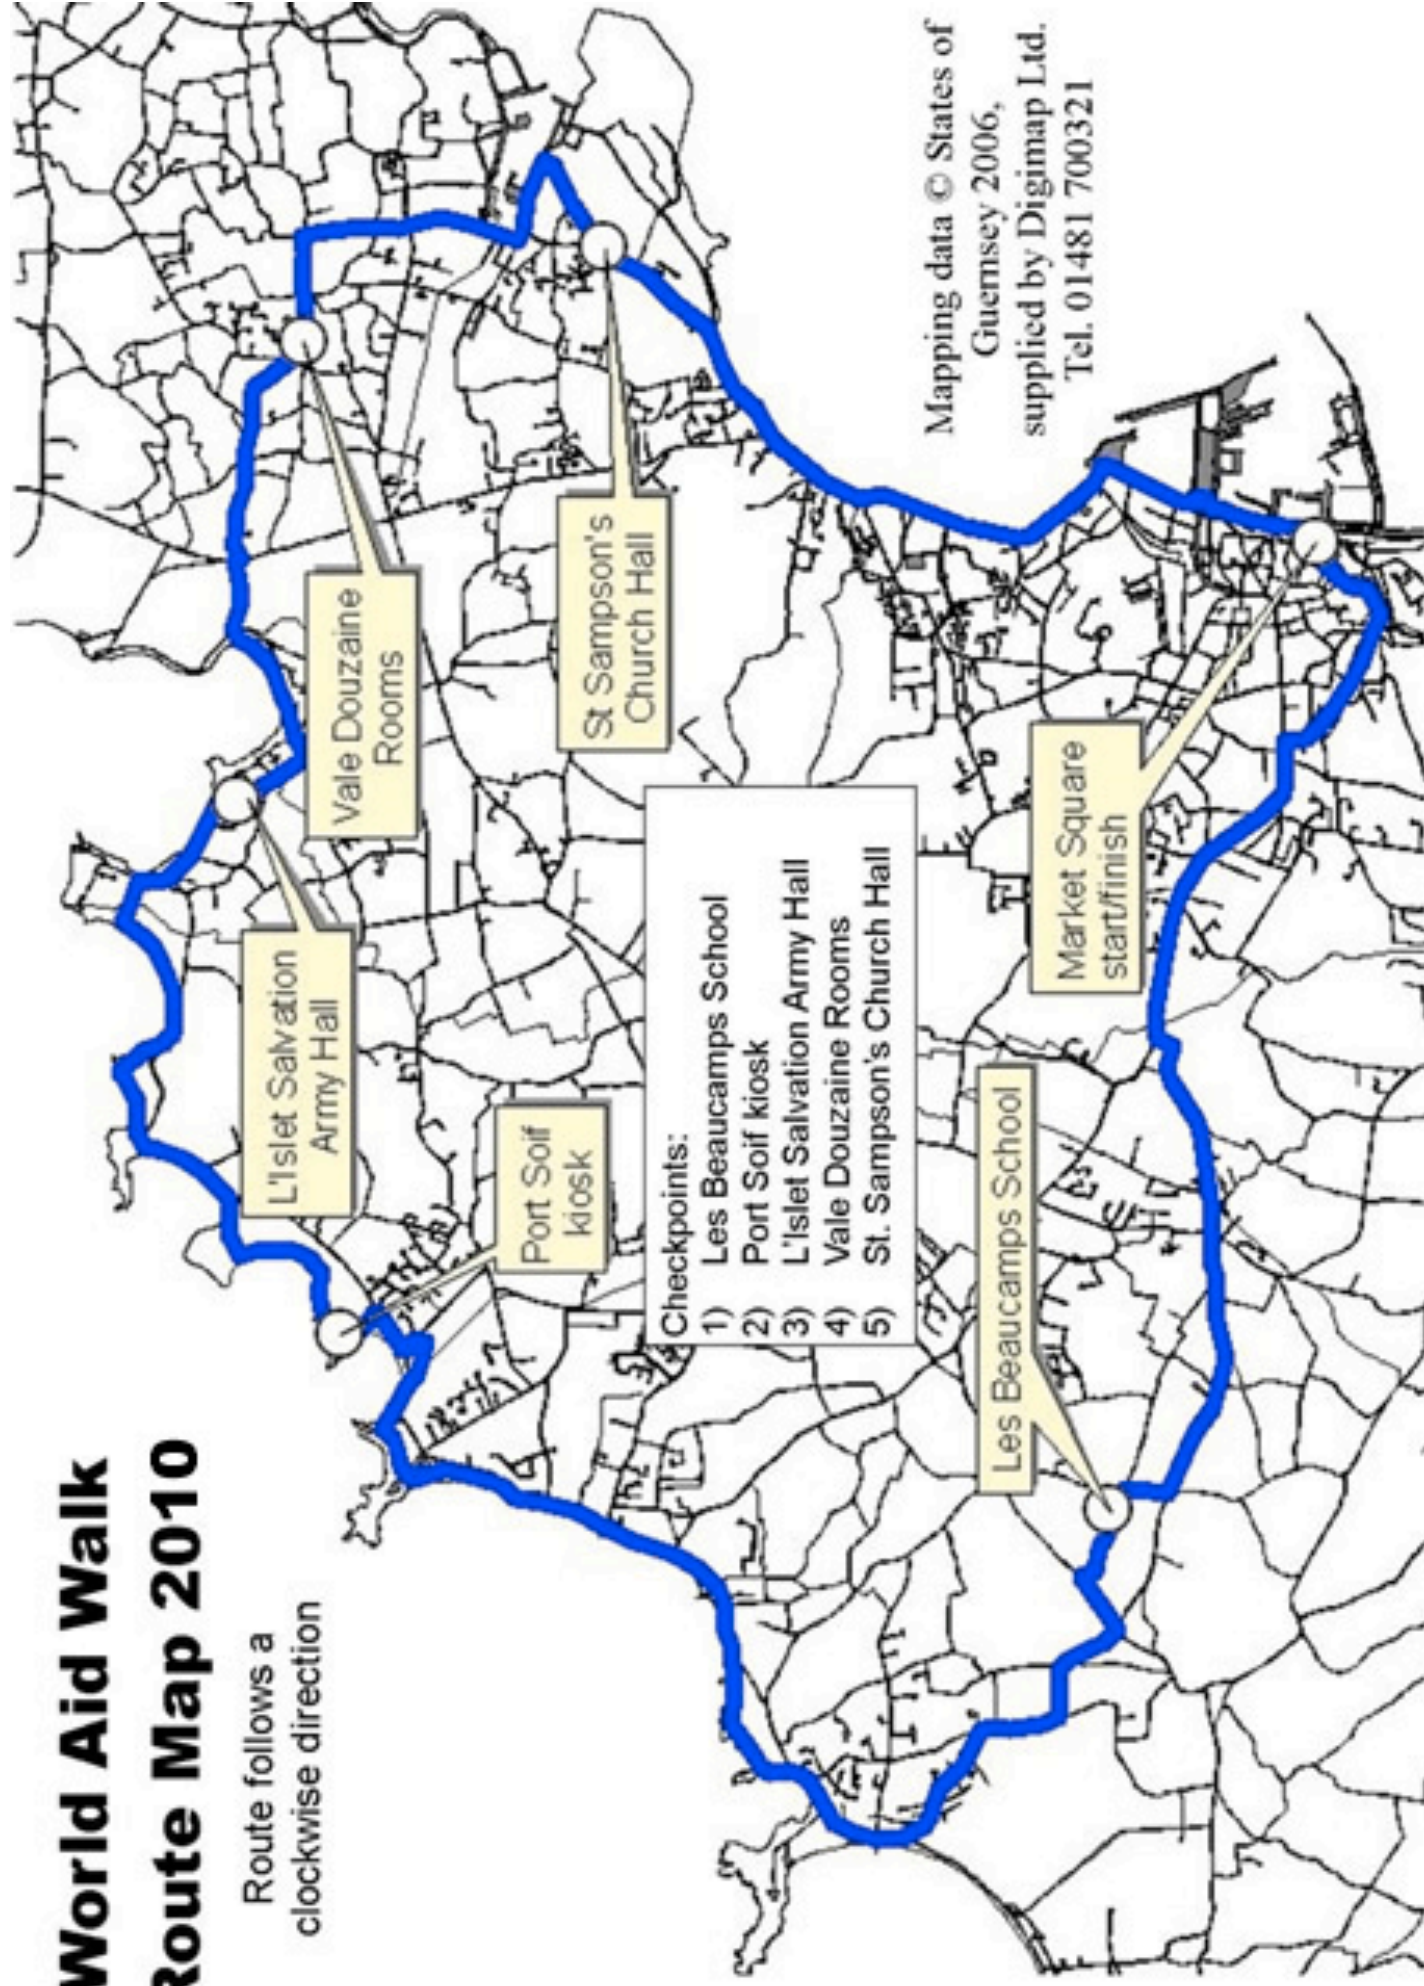 World Aid Walk
Route Map 2010
Route follows a
clockwise direction
L'Islet Salvation
Army Hall
Vale Douzaine
Rooms
Port Soif
kiosk
St Sampson's
Church Hall
Checkpoints:
1) Les Beaucamps School
2) Port Soif kiosk
3) L'Islet Salvation Army Hall
4) Vale Douzaine Rooms
5) St. Sampson's Church Hall
Les Beaucamps School
Market Square
start/finish
Mapping data © States of
Guernsey 2006,
supplied by Digimap Ltd.
Tel. 01481 700321